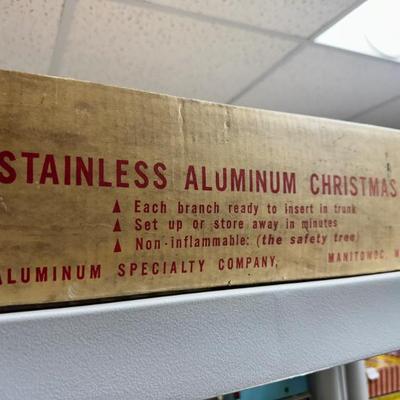 STAINLESS ALUMINUM CHRISTMAS
▲ Each branch ready to insert in trunk
▲ Set up or store away in minutes
▲ Non-inflammable: (the safety tree)
ALUMINUM SPECIALTY COMPANY, MANITOWOC, W